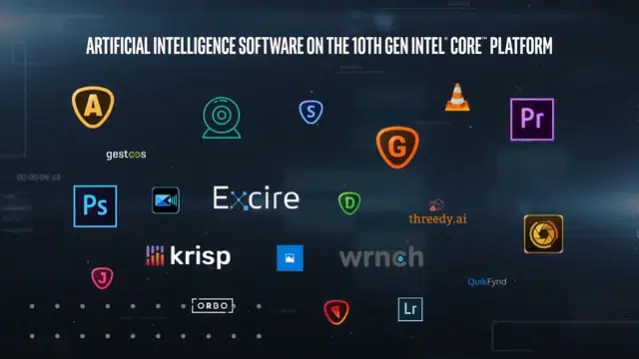 ARTIFICIAL INTELLIGENCE SOFTWARE ON THE 10TH GEN INTEL® CORE™ PLATFORM
A
S
G
Pr
gestoos
Ps
Excire
D
threedy.ai
krisp
wrnch
J
QuikFynd
ORBO
Lr